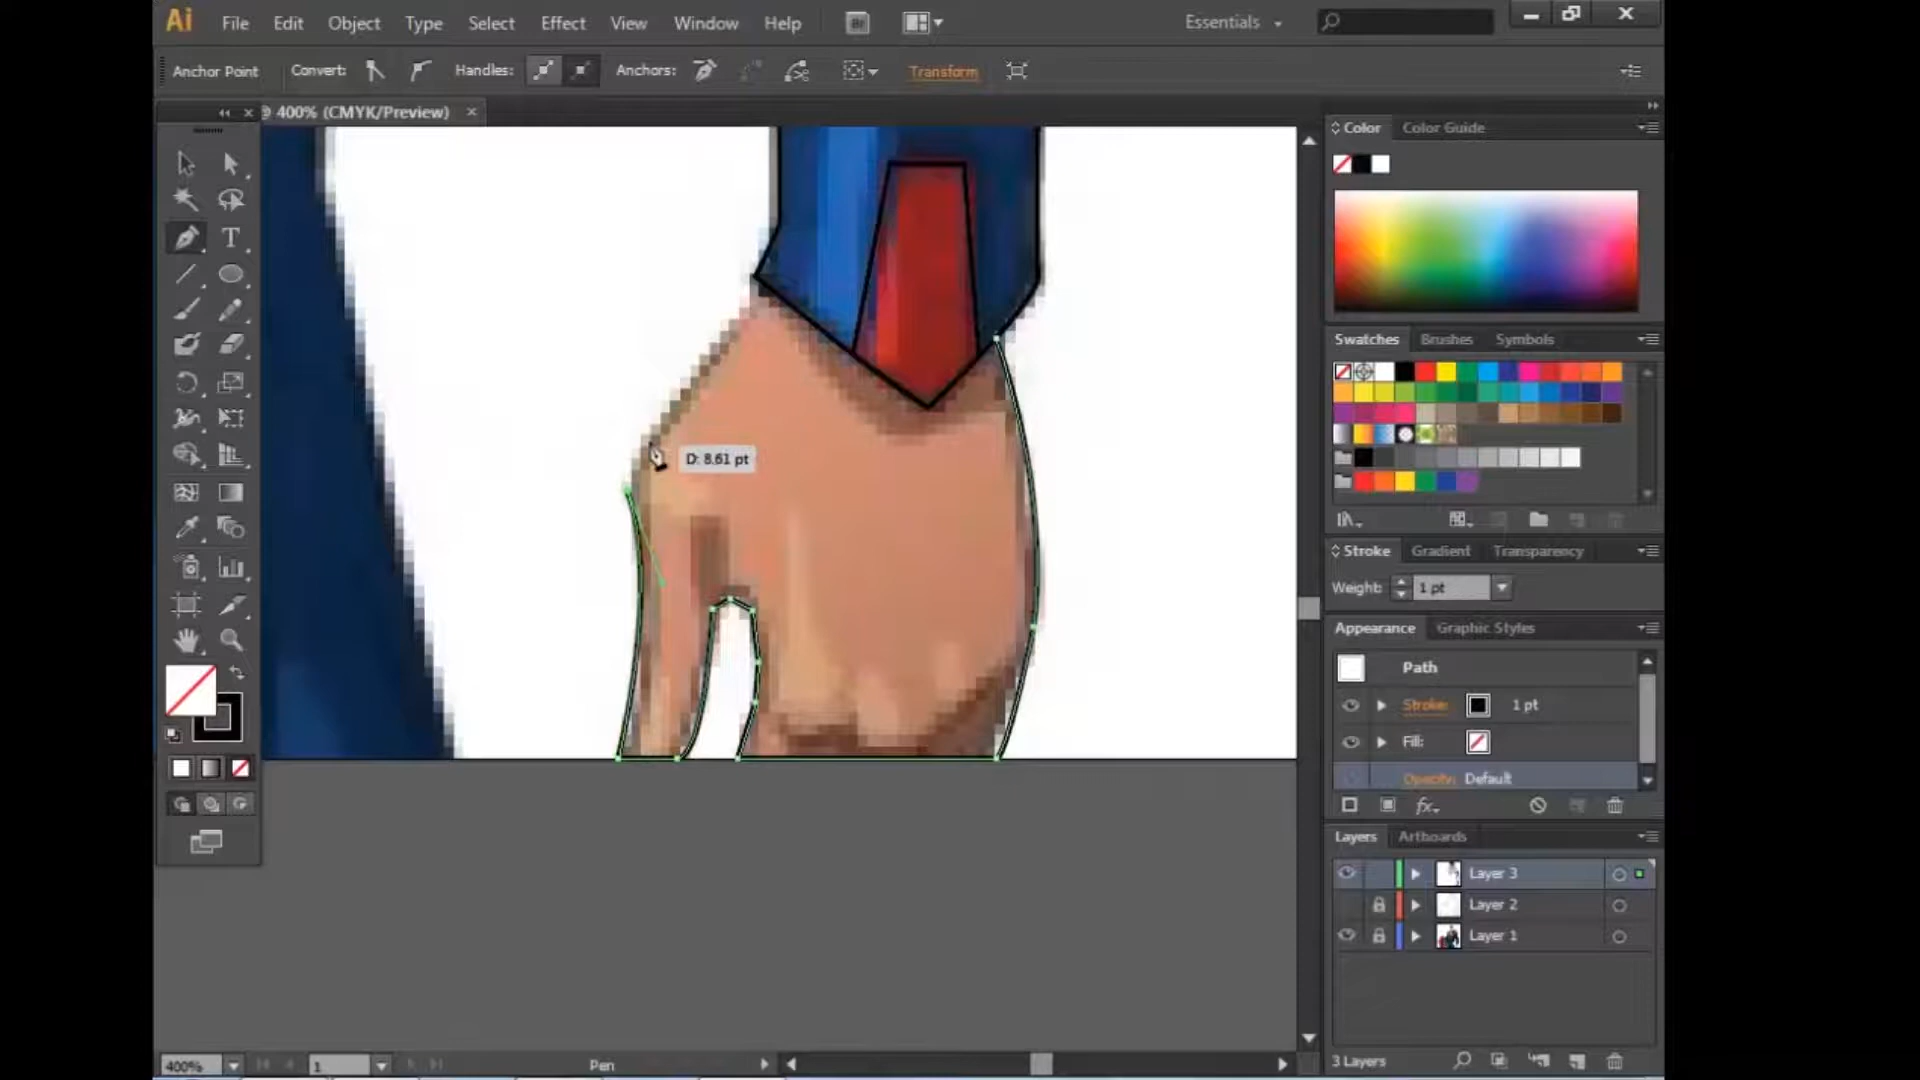 Ai File Edit Object Type Select Effect View Window Help Br Essentials
Anchor Point Convert: Handles: Anchors: Transform
@ 400% (CMYK/Preview)
Color Color Guide
D: 8.61 pt
Swatches Brushes Symbols
Stroke Gradient Transparency
Weight: 1 pt
Appearance Graphic Styles
Path
Stroke: 1 pt
Fill:
Opacity: Default
fx
Layers Artboards
Layer 3
Layer 2
Layer 1
3 Layers
400% 1 Pen